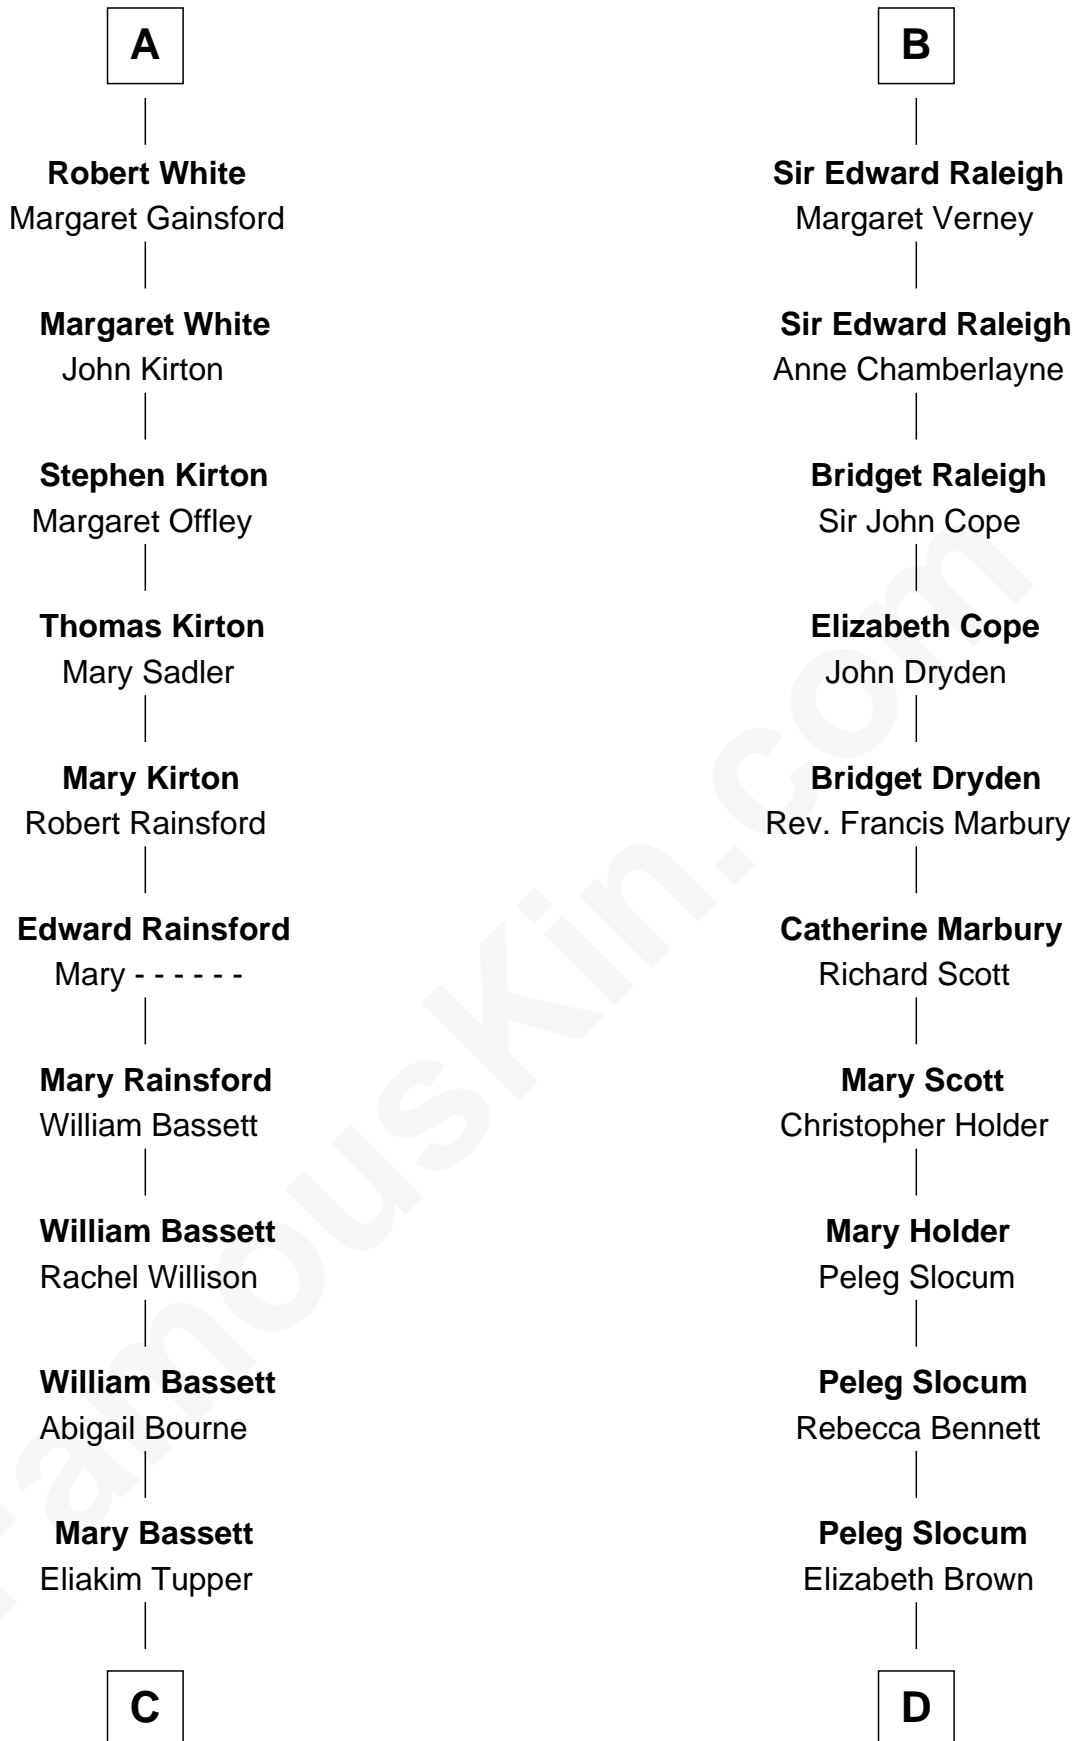 A
Robert White
Margaret Gainsford
Margaret White
John Kirton
Stephen Kirton
Margaret Offley
Thomas Kirton
Mary Sadler
Mary Kirton
Robert Rainsford
Edward Rainsford
Mary - - - - - -
Mary Rainsford
William Bassett
William Bassett
Rachel Willison
William Bassett
Abigail Bourne
Mary Bassett
Eliakim Tupper
C
B
Sir Edward Raleigh
Margaret Verney
Sir Edward Raleigh
Anne Chamberlayne
Bridget Raleigh
Sir John Cope
Elizabeth Cope
John Dryden
Bridget Dryden
Rev. Francis Marbury
Catherine Marbury
Richard Scott
Mary Scott
Christopher Holder
Mary Holder
Peleg Slocum
Peleg Slocum
Rebecca Bennett
Peleg Slocum
Elizabeth Brown
D
FamousKin.com